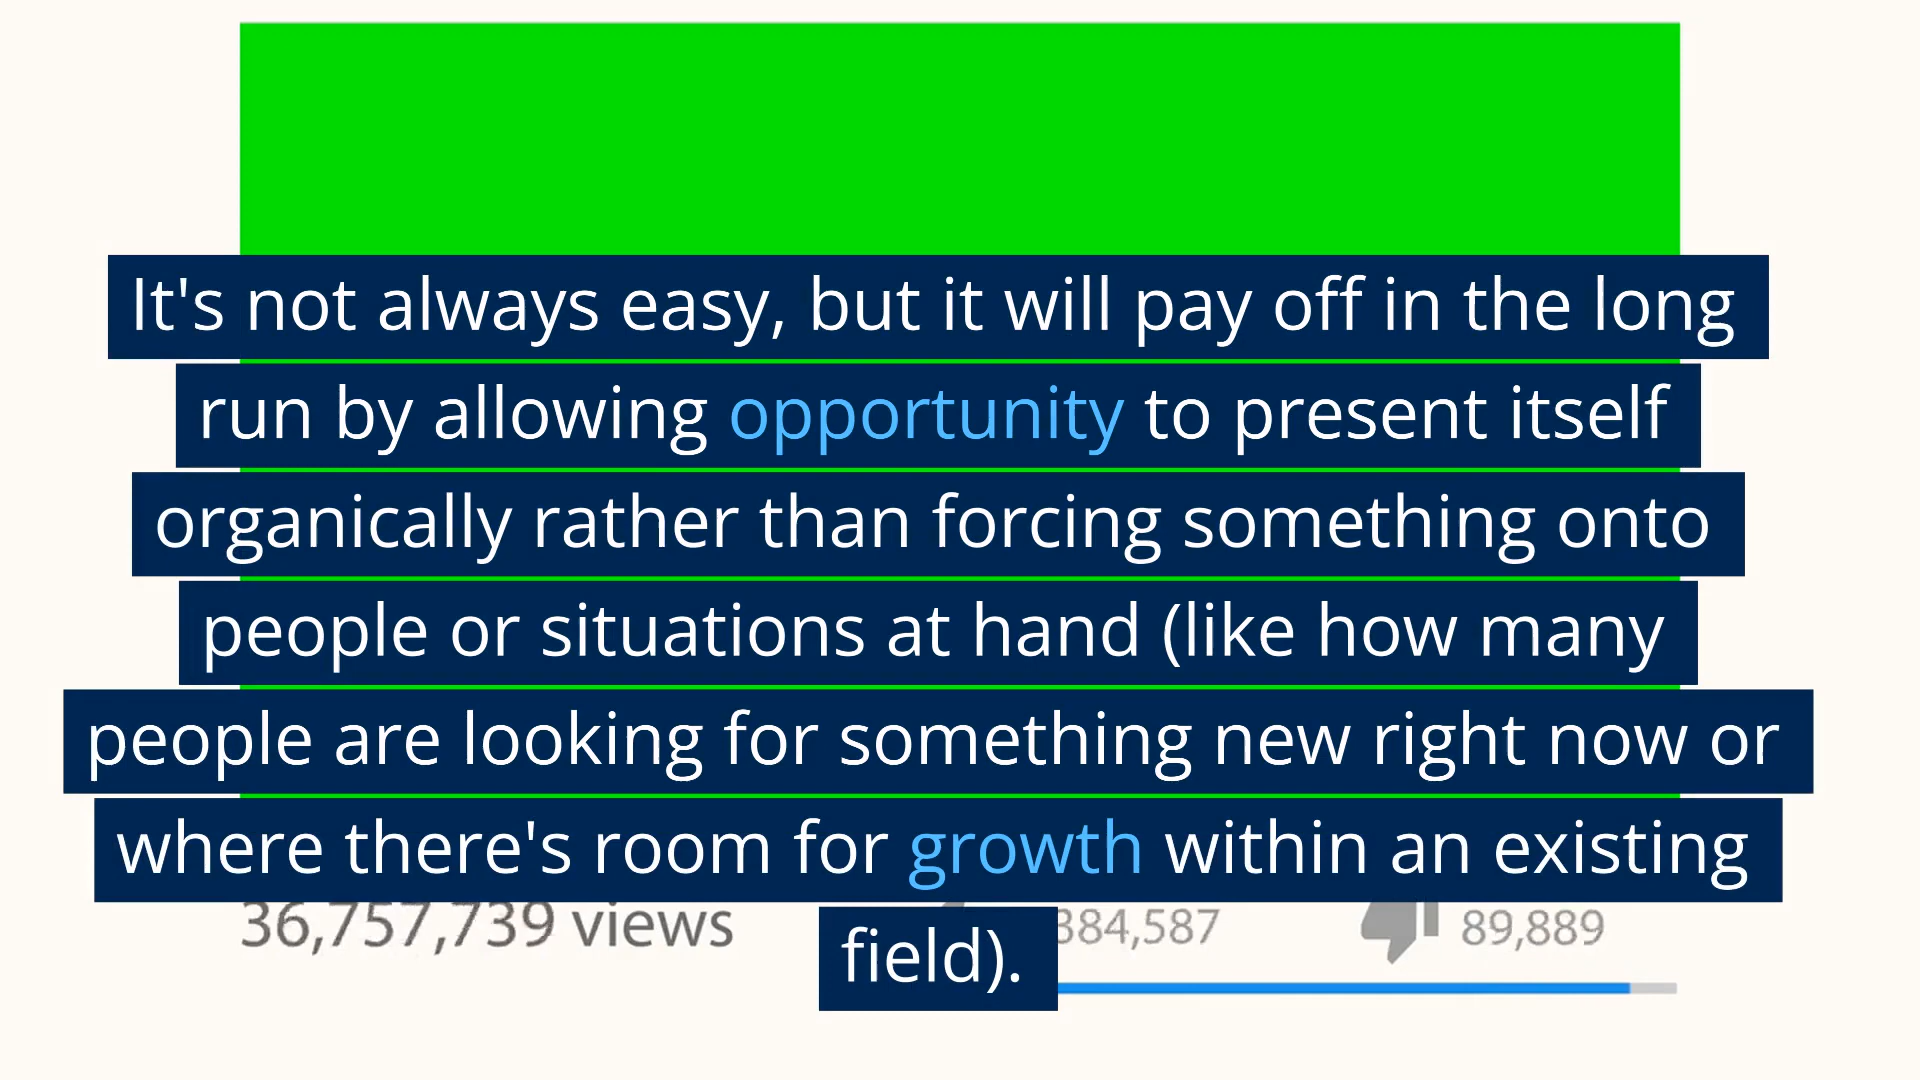 It's not always easy, but it will pay off in the long
run by allowing opportunity to present itself
organically rather than forcing something onto
people or situations at hand (like how many
people are looking for something new right now or
where there's room for growth within an existing
field).
36,757,739 views
384,587
89,889